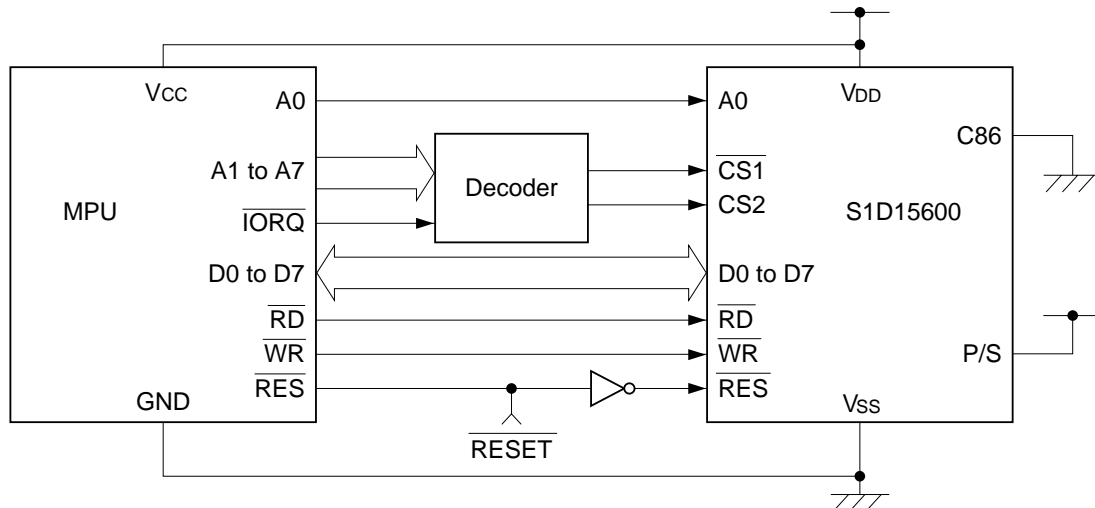 VCC
A0
A1 to A7
MPU
IORQ
D0 to D7
RD
WR
RES
GND
Decoder
RESET
VDD
A0
C86
CS1
CS2
S1D15600
D0 to D7
RD
WR
P/S
RES
VSS